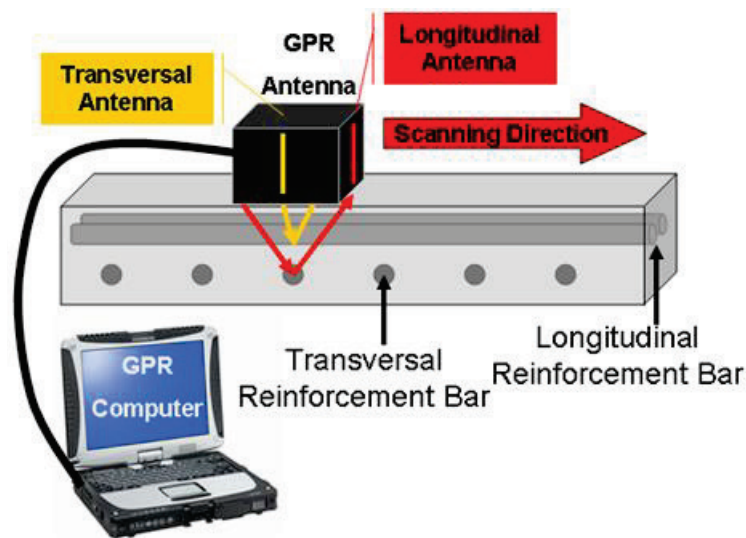 GPR
Antenna
Transversal
Antenna
Longitudinal
Antenna
Scanning Direction
Transversal
Reinforcement Bar
Longitudinal
Reinforcement Bar
GPR
Computer